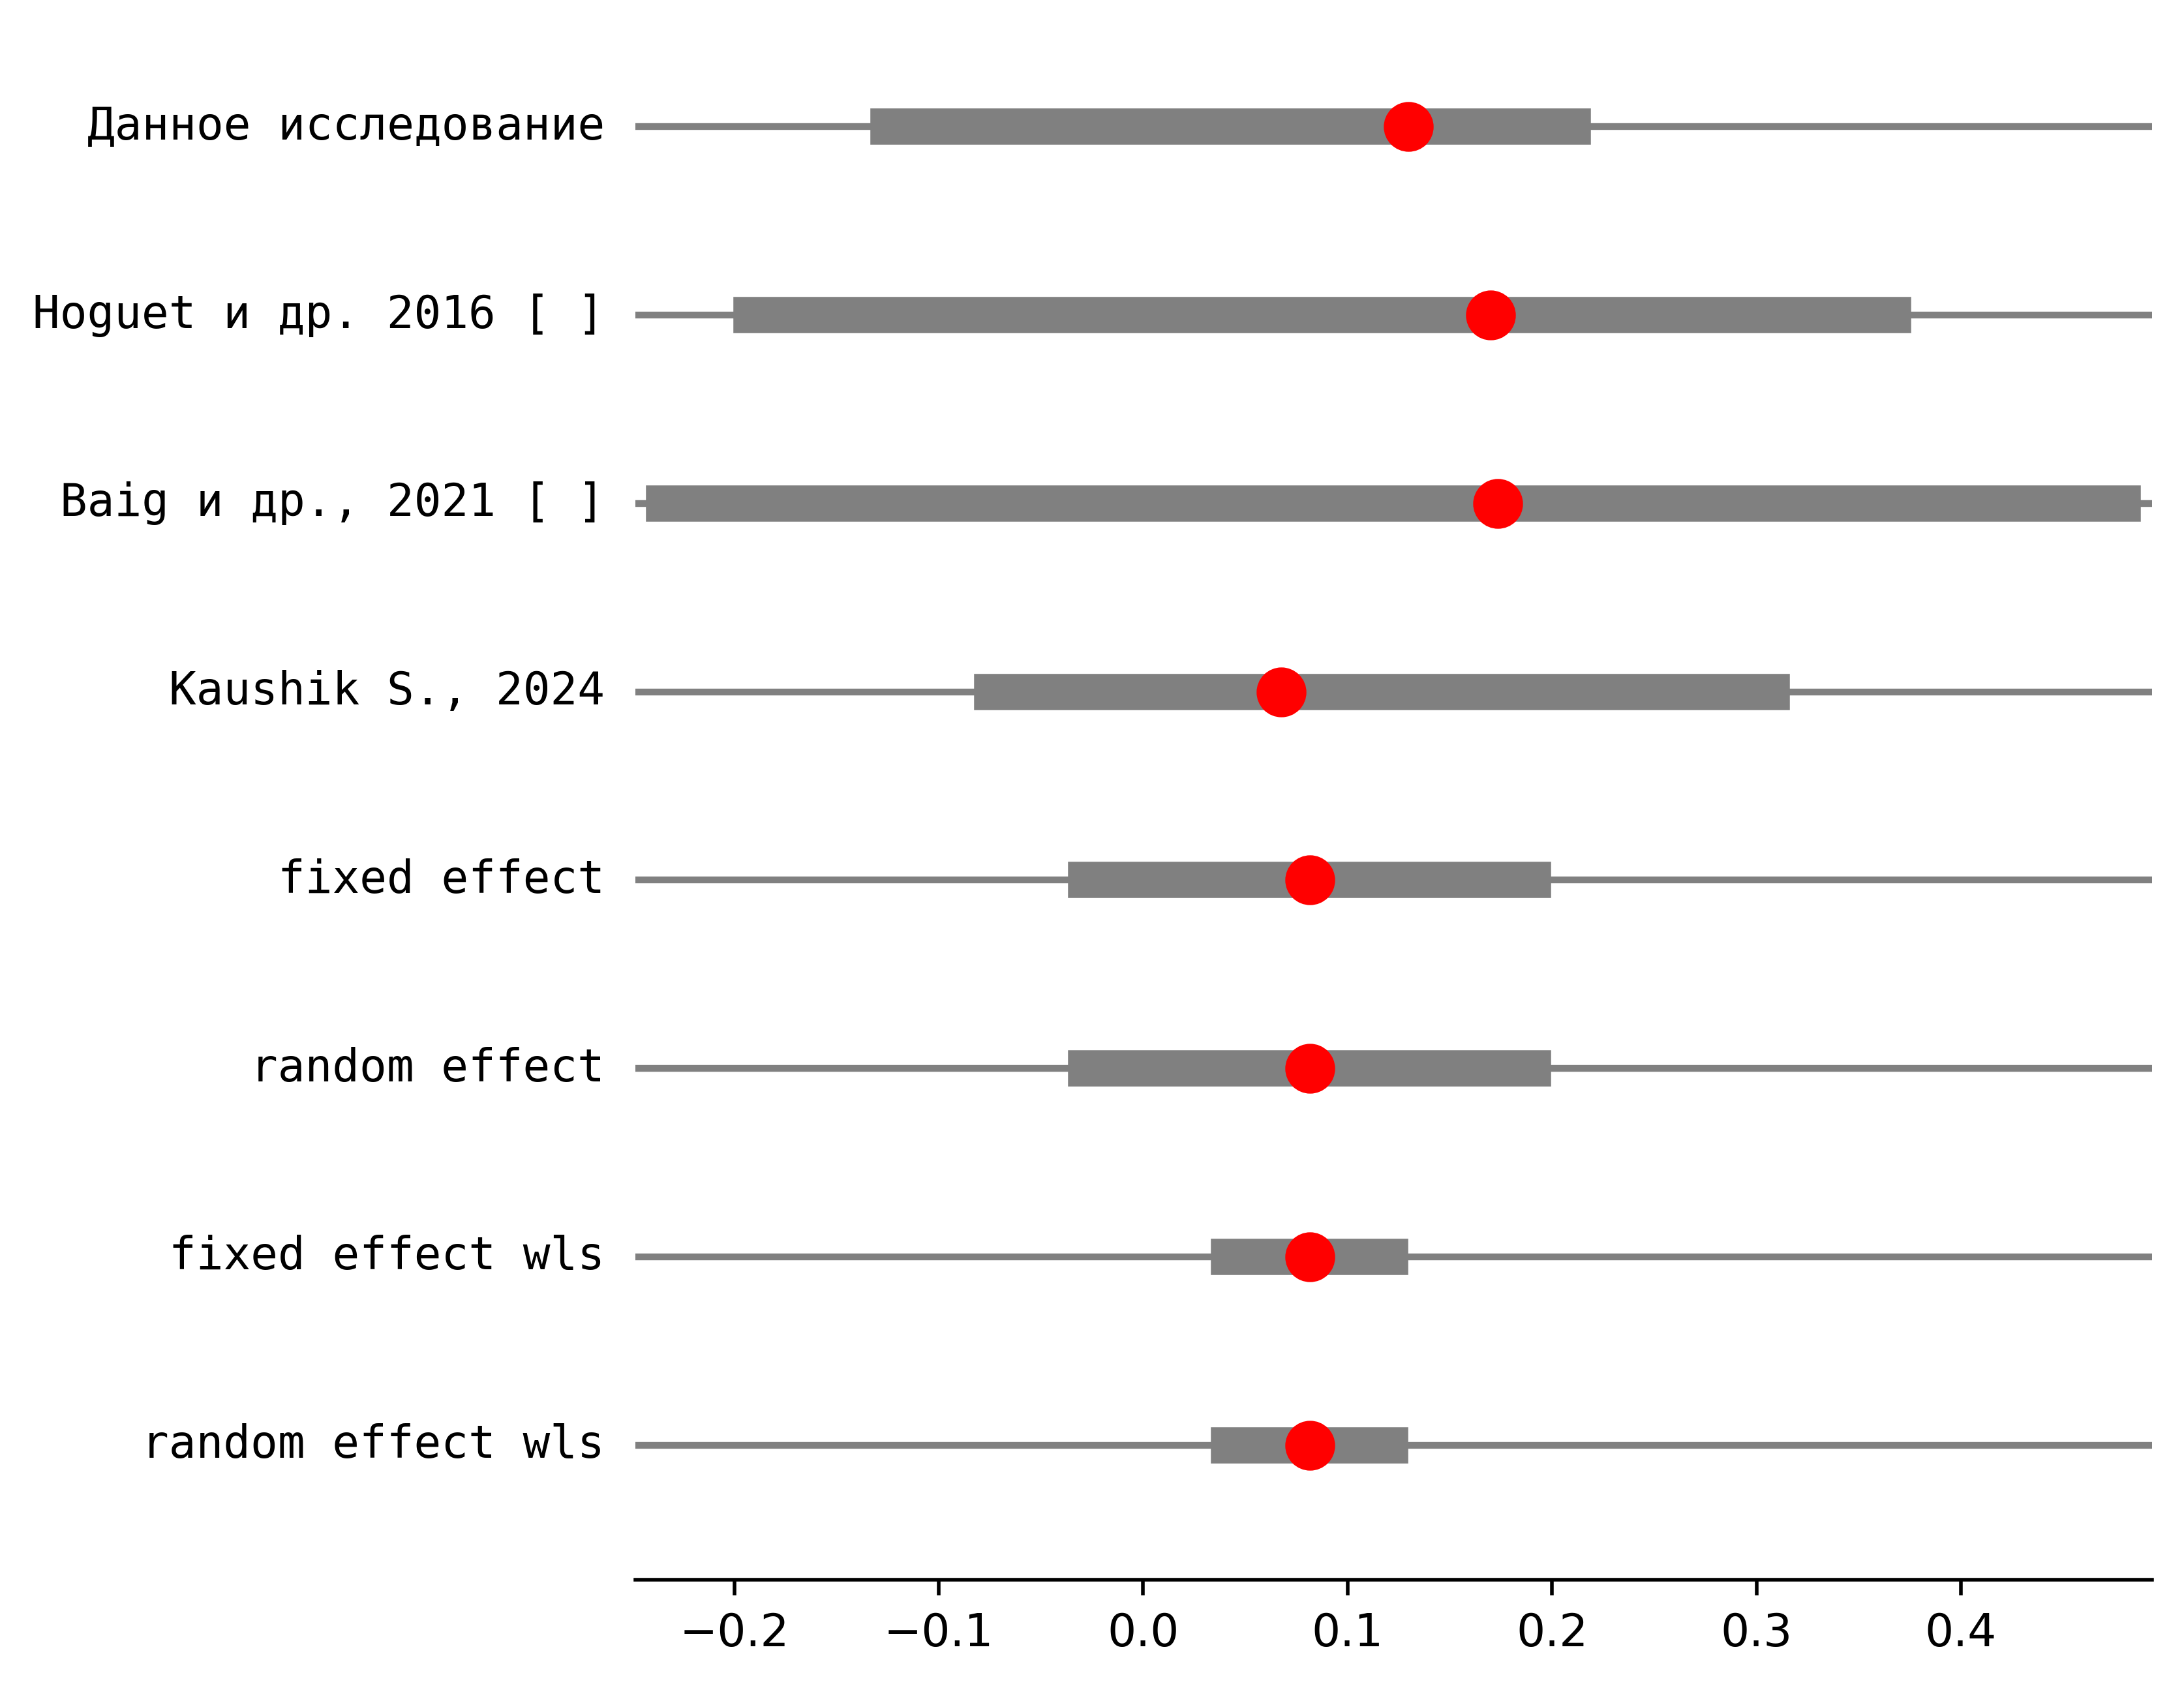 Данное исследование
Hoguet и др. 2016 [ ]
Baig и др., 2021 [ ]
Kaushik S., 2024
fixed effect
random effect
fixed effect wls
random effect wls
−0.2 −0.1 0.0 0.1 0.2 0.3 0.4